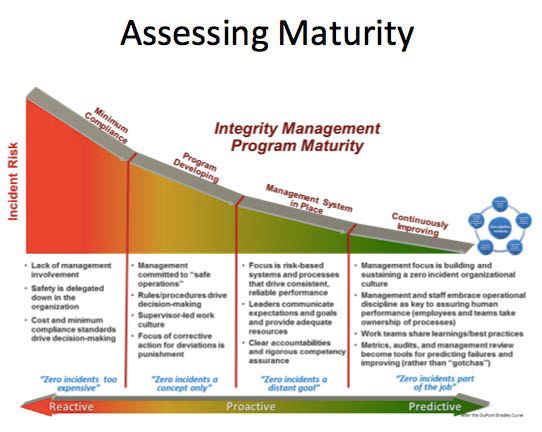 Assessing Maturity
Minimum
Compliance
Integrity Management
Program Maturity
Program
Developing
Management System
in Place
Continuously
Improving
Incident Risk
• Lack of management
involvement
• Safety is delegated
down in the
organization
• Cost and minimum
compliance standards
drive decision-making
"Zero incidents too
expensive"
• Management
committed to "safe
operations"
• Rules/procedures drive
decision-making
• Supervisor-led work
culture
• Focus of corrective
action for deviations is
punishment
"Zero incidents a
concept only"
• Focus is risk-based
systems and processes
that drive consistent,
reliable performance
• Leaders communicate
expectations and goals
and provide adequate
resources
• Clear accountabilities
and rigorous competency
assurance
"Zero incidents a
distant goal"
• Management focus is building and
sustaining a zero incident organizational
culture
• Management and staff embrace operational
discipline as key to assuring human
performance (employees and teams take
ownership of processes)
• Work teams share learnings/best practices
• Metrics, audits, and management review
become tools for predicting failures and
improving (rather than "gotchas")
"Zero incidents part
of the job"
Reactive
Proactive
Predictive
After the DuPont Bradley Curve